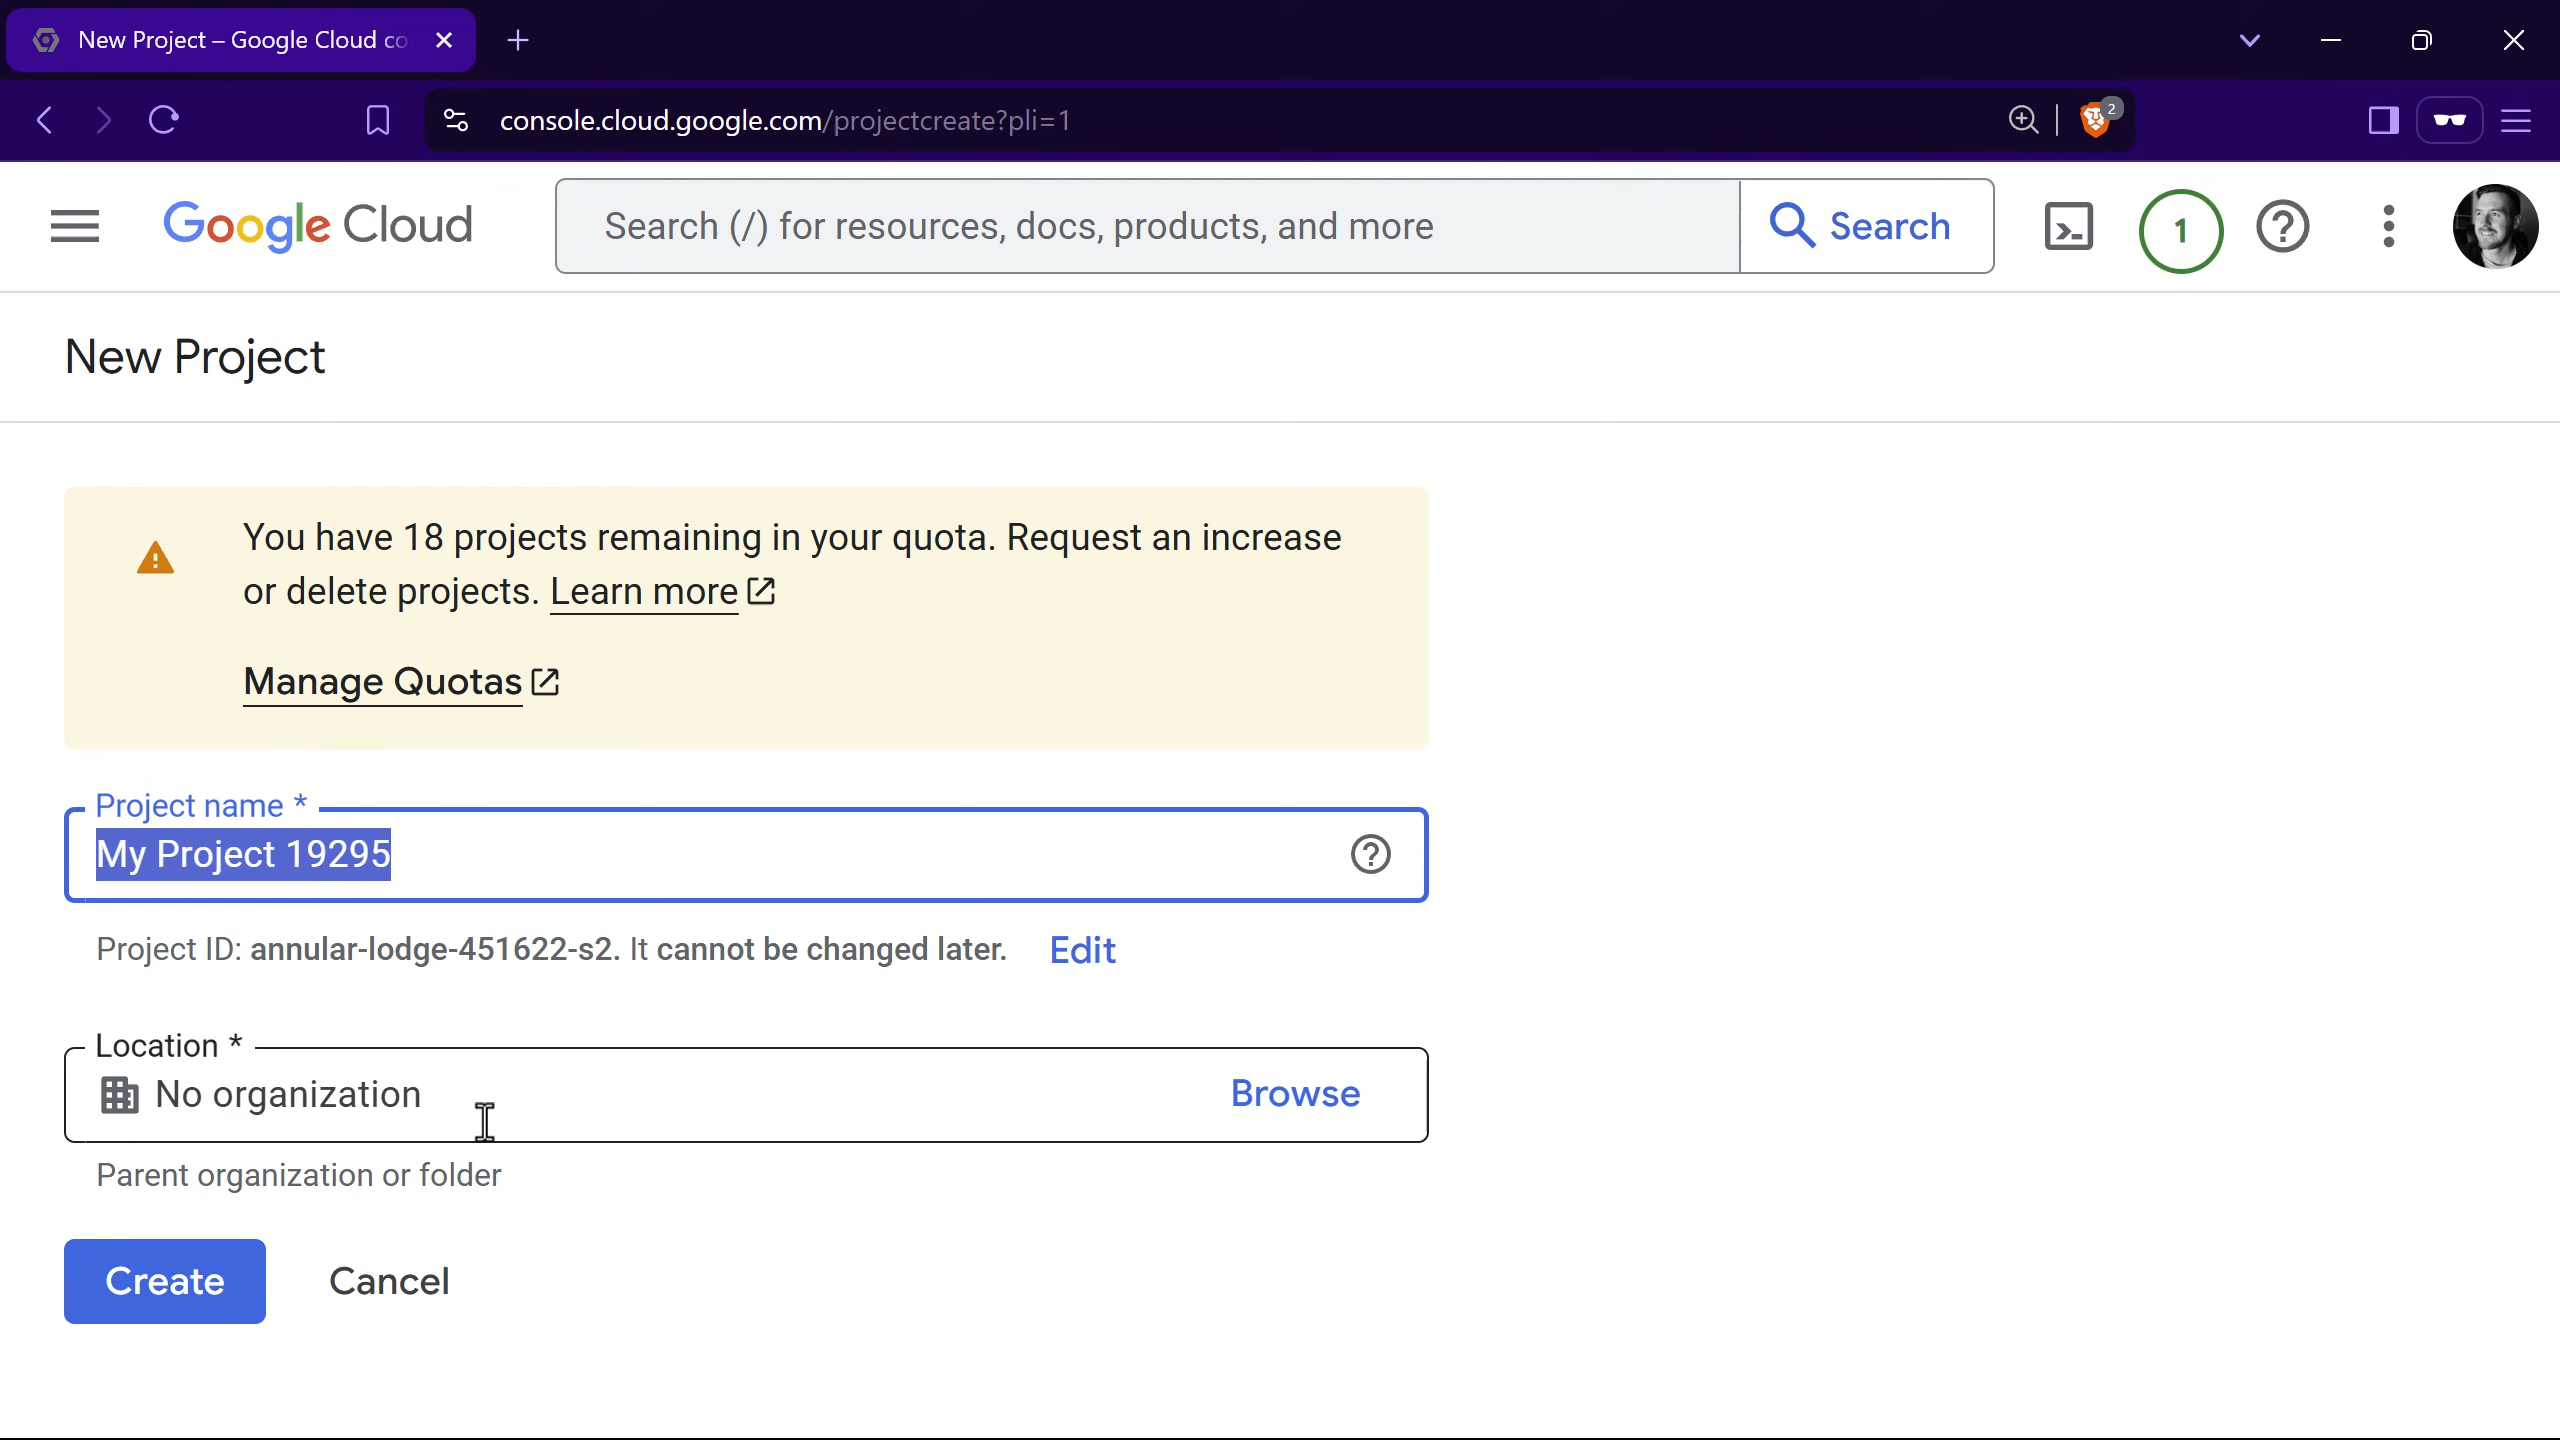 New Project – Google Cloud co
console.cloud.google.com/projectcreate?pli=1
2
Google Cloud
Search (/) for resources, docs, products, and more
Search
1
New Project
You have 18 projects remaining in your quota. Request an increase
or delete projects. Learn more
Manage Quotas
Project name *
My Project 19295
Project ID: annular-lodge-451622-s2. It cannot be changed later. Edit
Location *
No organization
Browse
Parent organization or folder
Create
Cancel